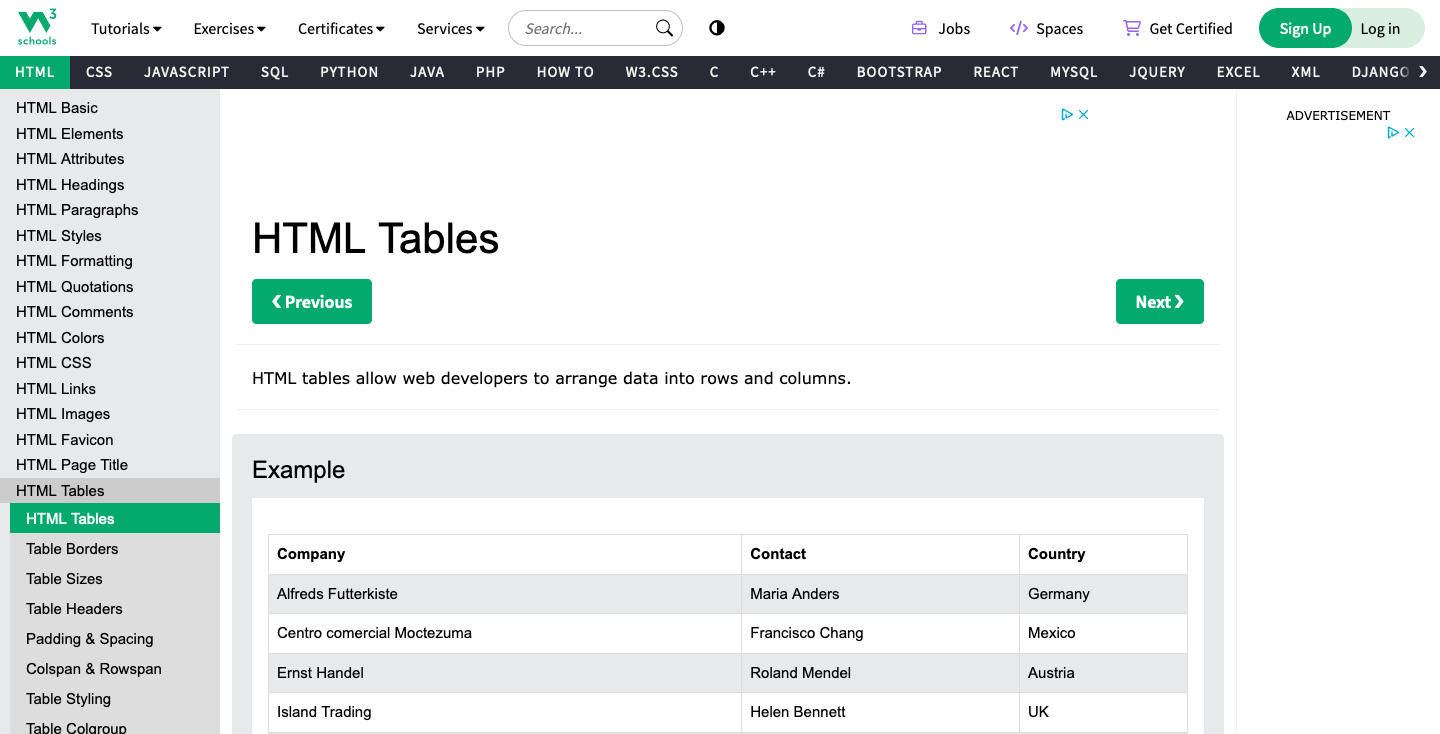 W3 schools
Tutorials Exercises Certificates Services Search... Jobs Spaces Get Certified Sign Up Log in
HTML CSS JAVASCRIPT SQL PYTHON JAVA PHP HOW TO W3.CSS C C++ C# BOOTSTRAP REACT MYSQL JQUERY EXCEL XML DJANGO ❯
HTML Basic
HTML Elements
HTML Attributes
HTML Headings
HTML Paragraphs
HTML Styles
HTML Formatting
HTML Quotations
HTML Comments
HTML Colors
HTML CSS
HTML Links
HTML Images
HTML Favicon
HTML Page Title
HTML Tables
HTML Tables
Table Borders
Table Sizes
Table Headers
Padding & Spacing
Colspan & Rowspan
Table Styling
Table Colgroup
HTML Tables
❮ Previous
Next ❯
HTML tables allow web developers to arrange data into rows and columns.
Example
Company Contact Country
Alfreds Futterkiste Maria Anders Germany
Centro comercial Moctezuma Francisco Chang Mexico
Ernst Handel Roland Mendel Austria
Island Trading Helen Bennett UK
ADVERTISEMENT